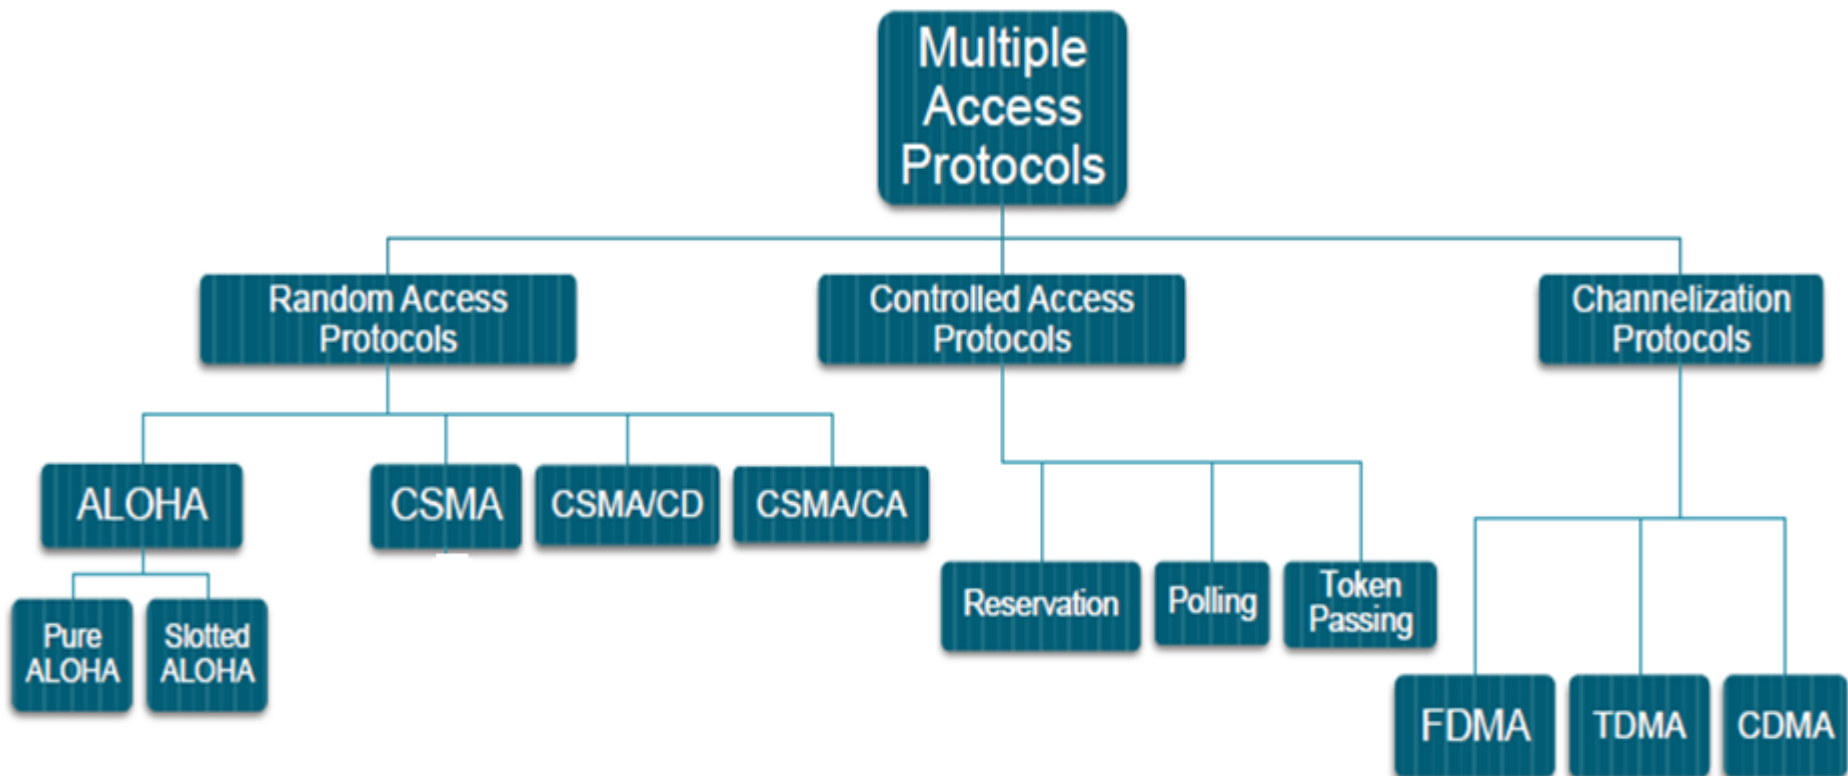 Multiple
Access
Protocols
Random Access
Protocols
Controlled Access
Protocols
Channelization
Protocols
ALOHA
CSMA
CSMA/CD
CSMA/CA
Pure
ALOHA
Slotted
ALOHA
Reservation
Polling
Token
Passing
FDMA
TDMA
CDMA